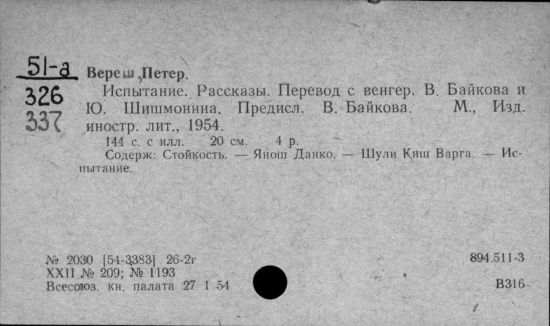 51-а
Вереш, Петер.
326
337
Испытание. Рассказы. Перевод с венгер. В. Байкова и
Ю. Шишмонина. Предисл. В. Байкова. М., Изд.
иностр. лит., 1954.
144 с. с илл. 20 см. 4 р.
Содерж: Стойкость. — Янош Данко. — Шули Киш Варга. — Ис-
пытание.
№ 2030 [54-3383] 26-2г
894.511-3
XXII № 209; № 1193
Всесоюз. кн. палата 27 I 54
В316